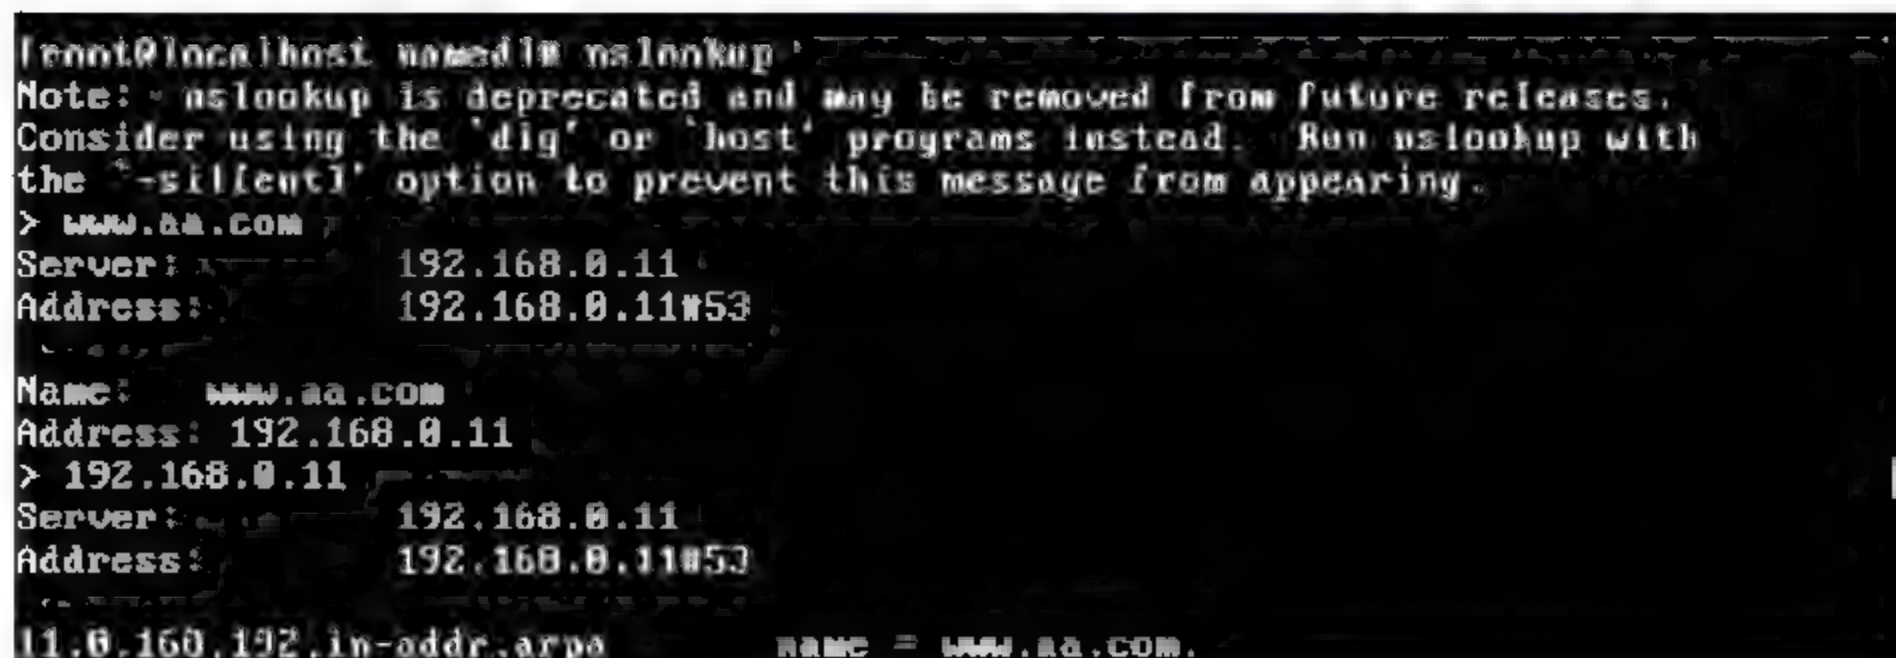 [root@localhost named]# nslookup
Note:  nslookup is deprecated and may be removed from future releases.
Consider using the `dig' or `host' programs instead.  Run nslookup with
the `-sil[ent]' option to prevent this message from appearing.
> www.aa.com
Server:         192.168.0.11
Address:        192.168.0.11#53
Name:   www.aa.com
Address: 192.168.0.11
> 192.168.0.11
Server:         192.168.0.11
Address:        192.168.0.11#53
11.0.168.192.in-addr.arpa       name = www.aa.com.